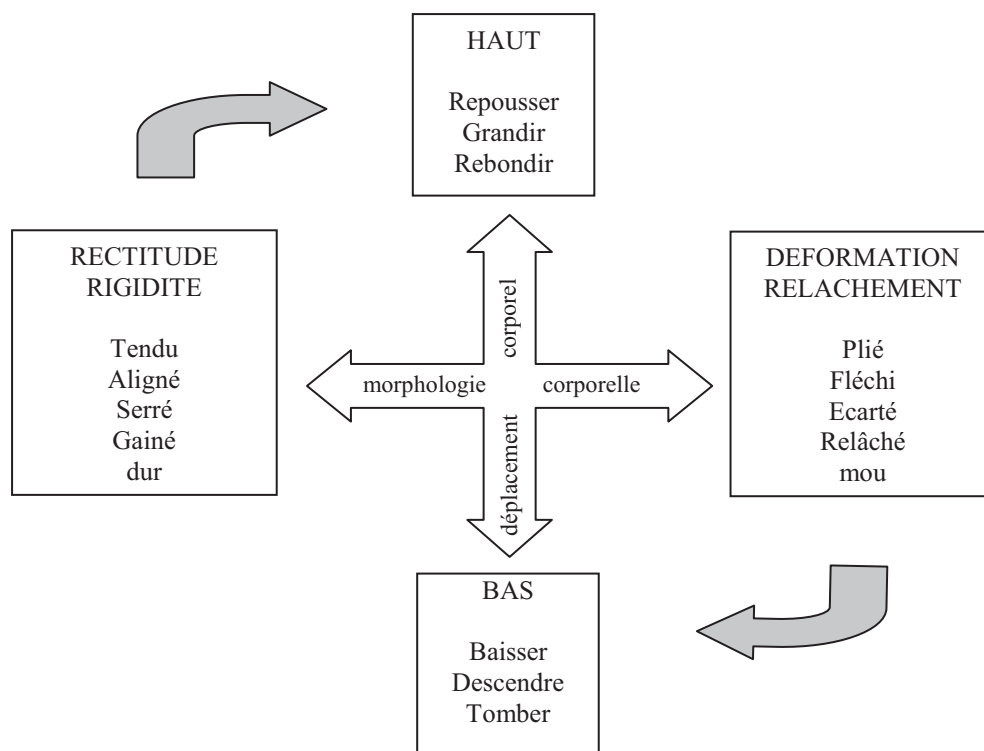 HAUT
Repousser
Grandir
Rebondir
RECTITUDE
RIGIDITE
Tendu
Aligné
Serré
Gainé
dur
morphologie corporelle
déplacement corporel
DEFORMATION
RELACHEMENT
Plié
Fléchi
Ecarté
Relâché
mou
BAS
Baisser
Descendre
Tomber